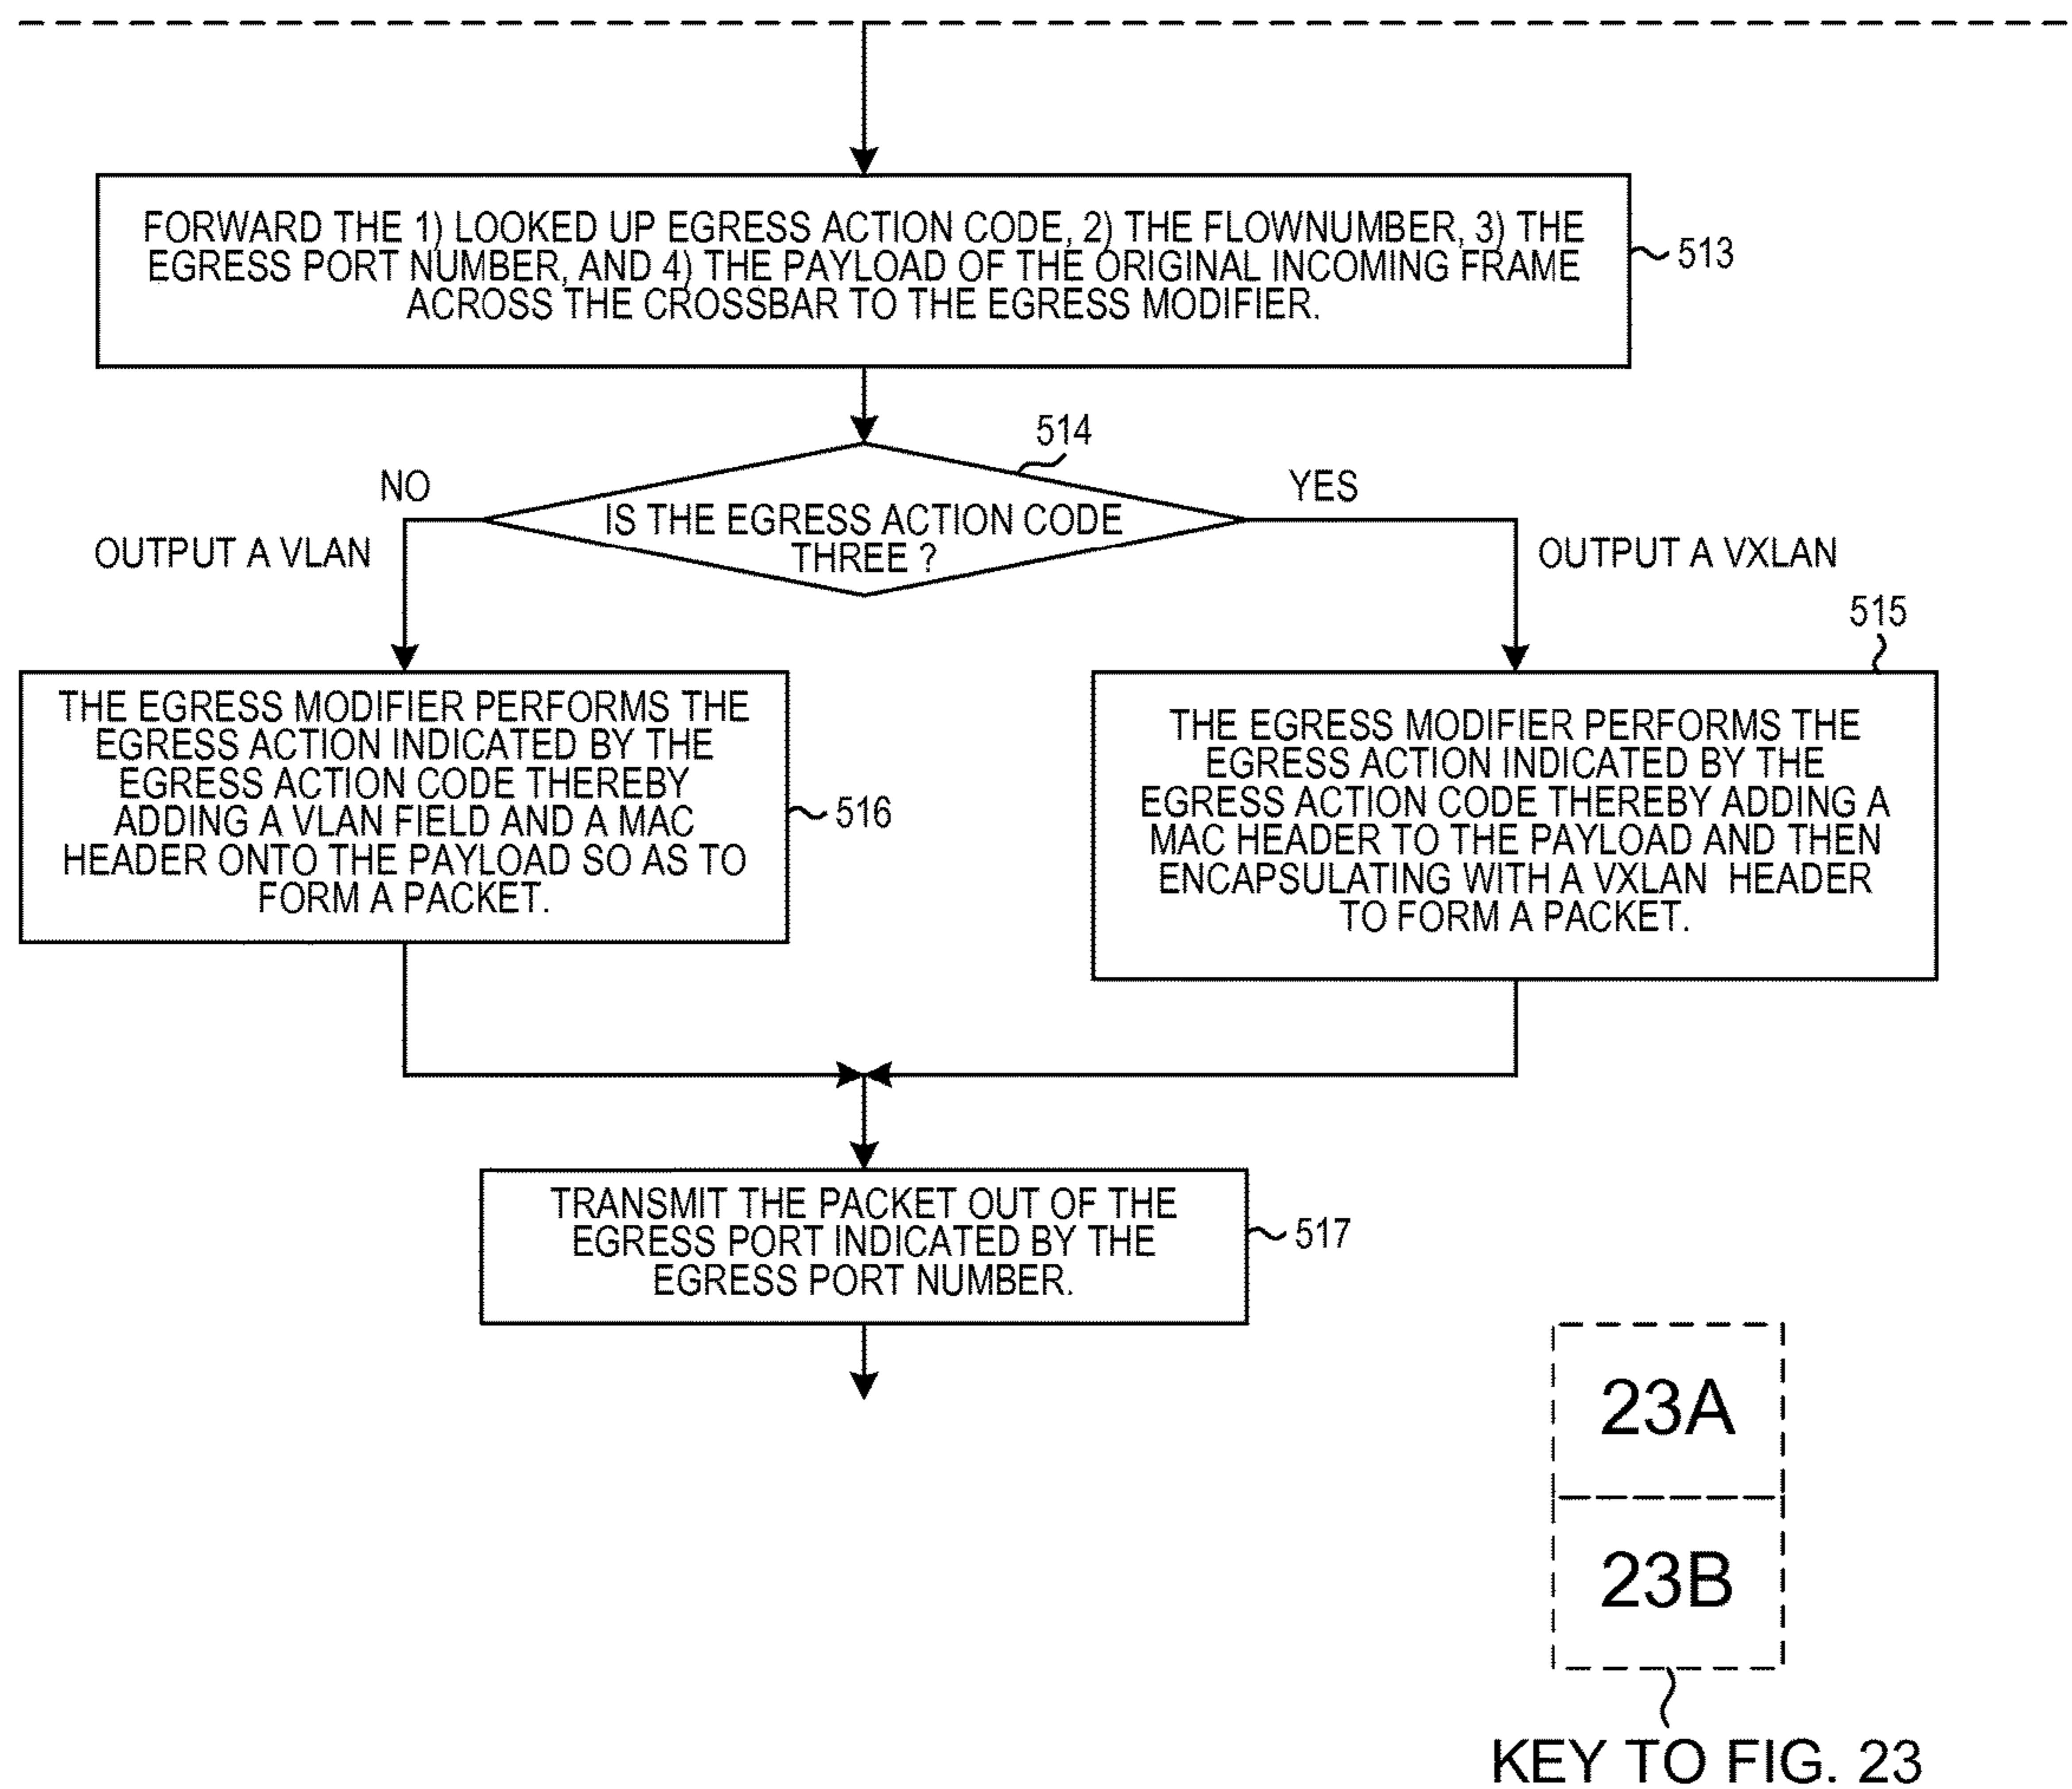 FORWARD THE 1) LOOKED UP EGRESS ACTION CODE, 2) THE FLOWNUMBER, 3) THE
EGRESS PORT NUMBER, AND 4) THE PAYLOAD OF THE ORIGINAL INCOMING FRAME
ACROSS THE CROSSBAR TO THE EGRESS MODIFIER.
513
514
NO
YES
IS THE EGRESS ACTION CODE
THREE ?
OUTPUT A VLAN
OUTPUT A VXLAN
515
THE EGRESS MODIFIER PERFORMS THE
EGRESS ACTION INDICATED BY THE
EGRESS ACTION CODE THEREBY
ADDING A VLAN FIELD AND A MAC
HEADER ONTO THE PAYLOAD SO AS TO
FORM A PACKET.
516
THE EGRESS MODIFIER PERFORMS THE
EGRESS ACTION INDICATED BY THE
EGRESS ACTION CODE THEREBY ADDING A
MAC HEADER TO THE PAYLOAD AND THEN
ENCAPSULATING WITH A VXLAN HEADER
TO FORM A PACKET.
TRANSMIT THE PACKET OUT OF THE
EGRESS PORT INDICATED BY THE
EGRESS PORT NUMBER.
517
23A
23B
KEY TO FIG. 23